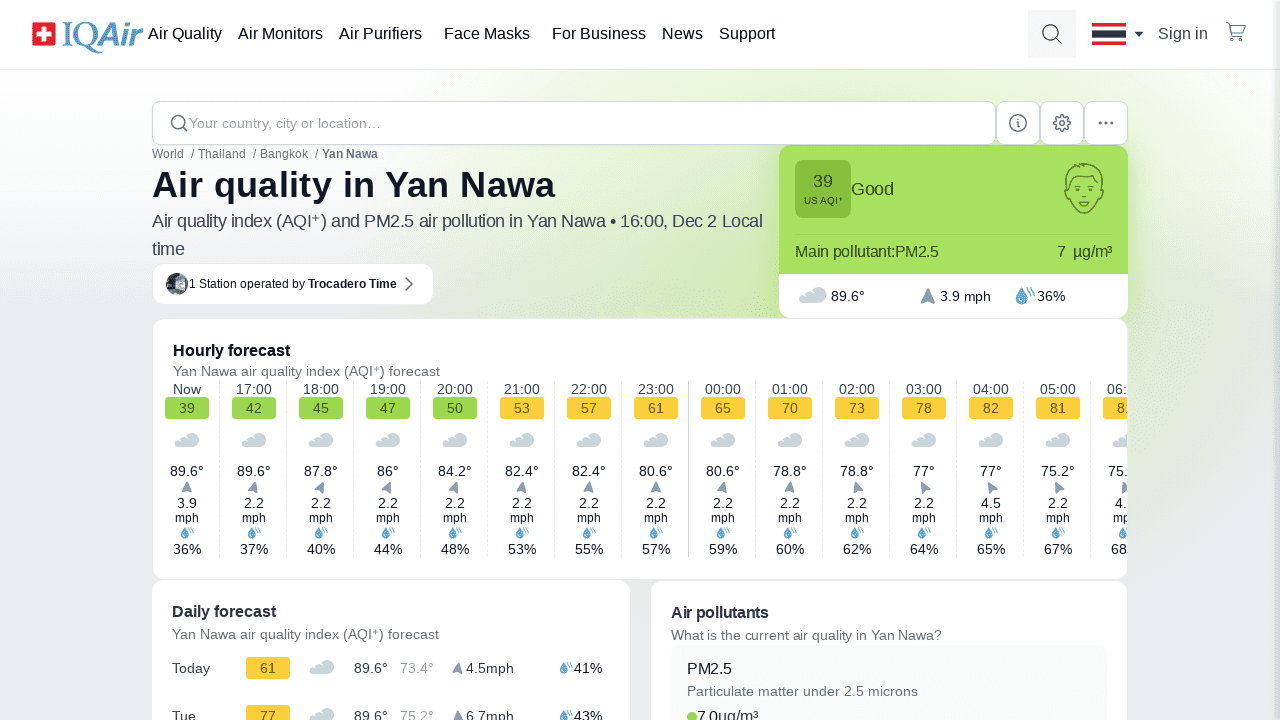 IQAir Air Quality Air Monitors Air Purifiers Face Masks For Business News Support Sign in
Your country, city or location…
World / Thailand / Bangkok / Yan Nawa
Air quality in Yan Nawa
Air quality index (AQI⁺) and PM2.5 air pollution in Yan Nawa • 16:00, Dec 2 Local
time
1 Station operated by Trocadero Time
39
US AQI⁺
Good
Main pollutant:PM2.5 7 µg/m³
89.6° 3.9 mph 36%
Hourly forecast
Yan Nawa air quality index (AQI⁺) forecast
Now 17:00 18:00 19:00 20:00 21:00 22:00 23:00 00:00 01:00 02:00 03:00 04:00 05:00
39 42 45 47 50 53 57 61 65 70 73 78 82 81
89.6° 89.6° 87.8° 86° 84.2° 82.4° 82.4° 80.6° 80.6° 78.8° 78.8° 77° 77° 75.2°
3.9 2.2 2.2 2.2 2.2 2.2 2.2 2.2 2.2 2.2 2.2 2.2 4.5 2.2
mph mph mph mph mph mph mph mph mph mph mph mph mph mph
36% 37% 40% 44% 48% 53% 55% 57% 59% 60% 62% 64% 65% 67%
Daily forecast
Yan Nawa air quality index (AQI⁺) forecast
Today 61 89.6° 73.4° 4.5mph 41%
Tue 77 89.6° 75.2° 6.7mph 43%
Air pollutants
What is the current air quality in Yan Nawa?
PM2.5
Particulate matter under 2.5 microns
7.0µg/m³